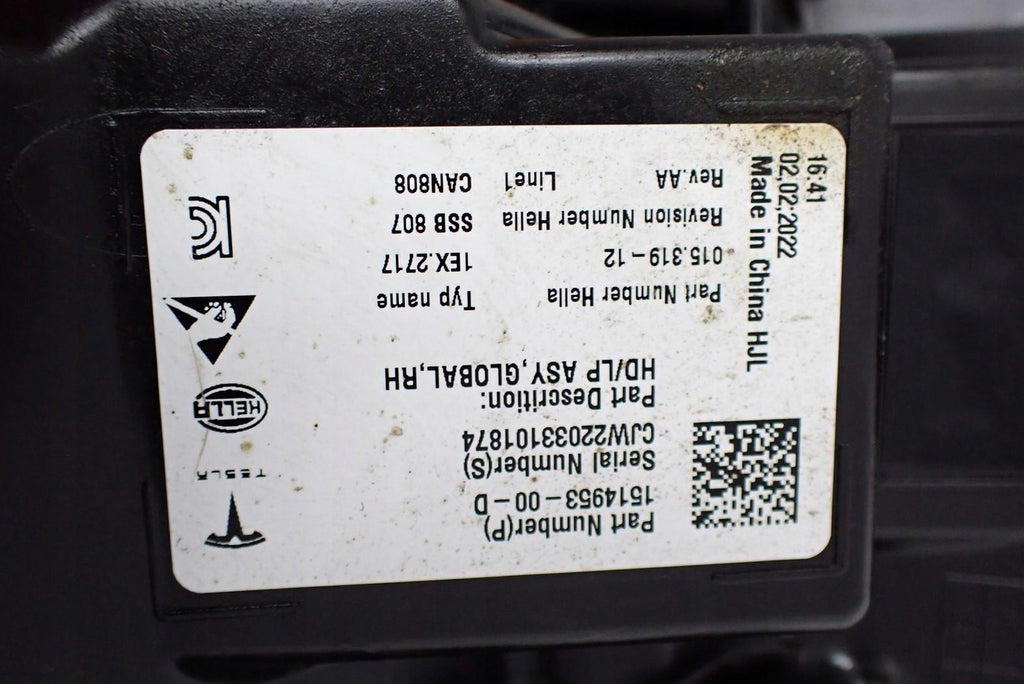 TESLA
HELLA
Part Number(P)
1514953-00-D
Serial Number(S)
CJW22033101874
Part Descrition:
HD/LP ASY,GLOBAL,RH
Part Number Hella Typ name
015.319-12 1EX.2717
Revision Number Hella SSB 807
Rev.AA Line1 CAN808
Made in China HJL
02,02;2022
16:41